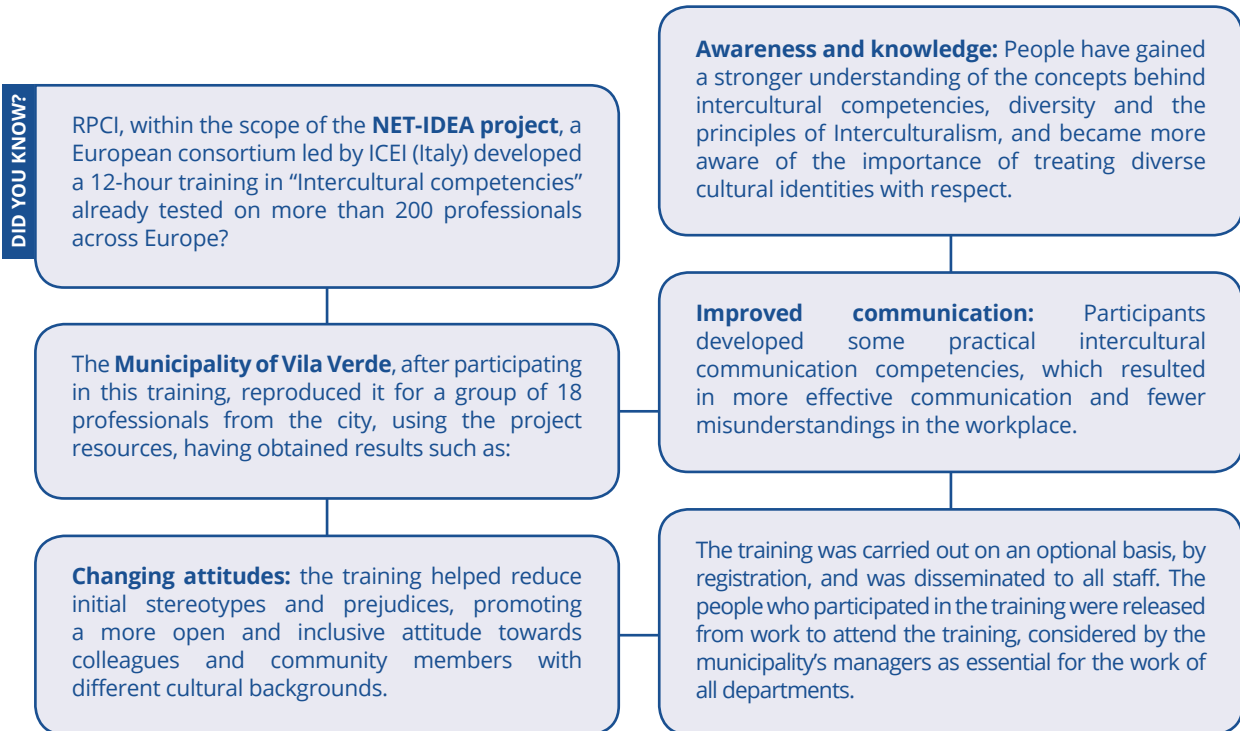 DID YOU KNOW?
RPCI, within the scope of the NET-IDEA project, a
European consortium led by ICEI (Italy) developed
a 12-hour training in “Intercultural competencies”
already tested on more than 200 professionals
across Europe?
The Municipality of Vila Verde, after participating
in this training, reproduced it for a group of 18
professionals from the city, using the project
resources, having obtained results such as:
Changing attitudes: the training helped reduce
initial stereotypes and prejudices, promoting
a more open and inclusive attitude towards
colleagues and community members with
different cultural backgrounds.
Awareness and knowledge: People have gained
a stronger understanding of the concepts behind
intercultural competencies, diversity and the
principles of Interculturalism, and became more
aware of the importance of treating diverse
cultural identities with respect.
Improved communication: Participants
developed some practical intercultural
communication competencies, which resulted
in more effective communication and fewer
misunderstandings in the workplace.
The training was carried out on an optional basis, by
registration, and was disseminated to all staff. The
people who participated in the training were released
from work to attend the training, considered by the
municipality’s managers as essential for the work of
all departments.